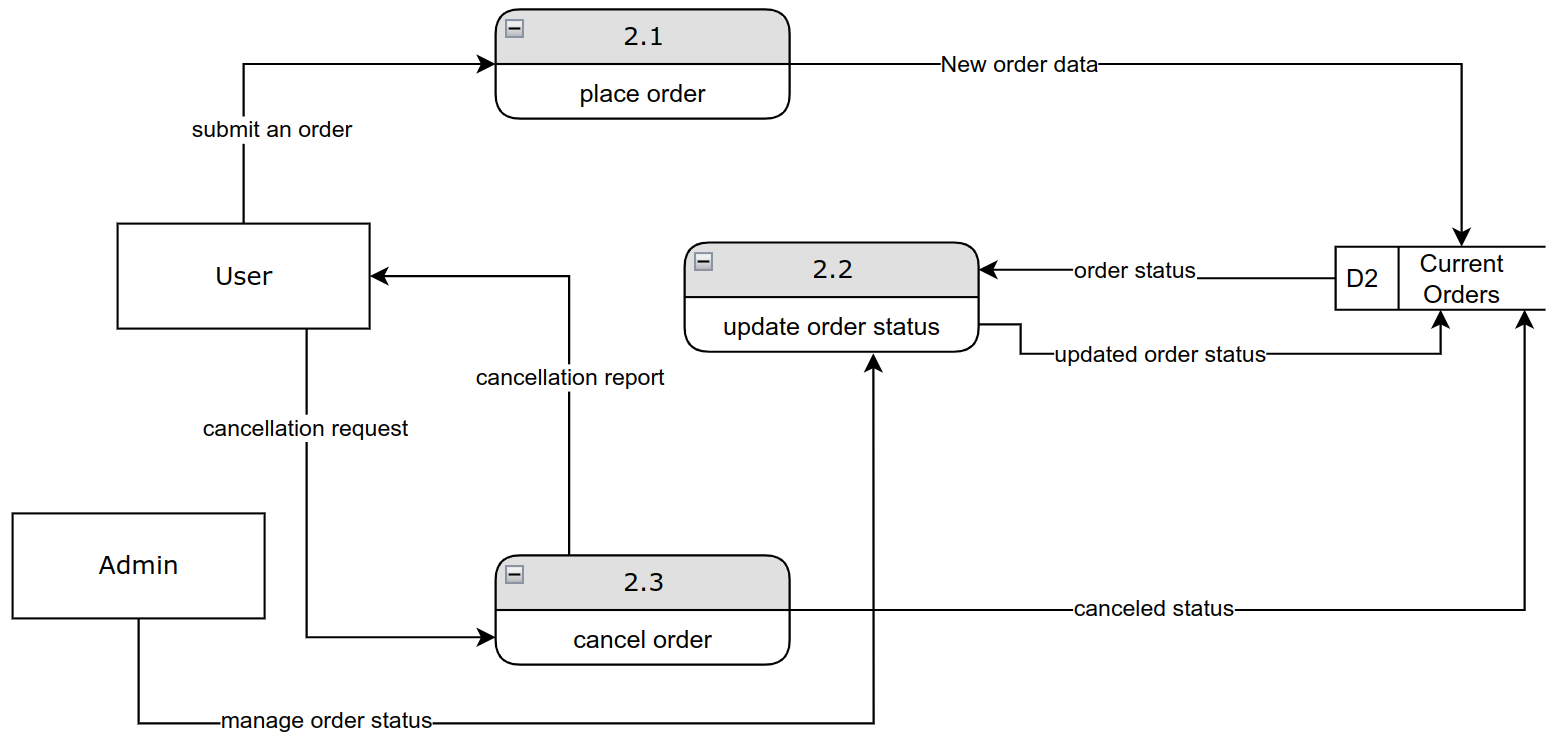 2.1
place order
New order data
submit an order
User
2.2
update order status
order status
D2
Current
Orders
updated order status
cancellation report
cancellation request
Admin
2.3
cancel order
canceled status
manage order status